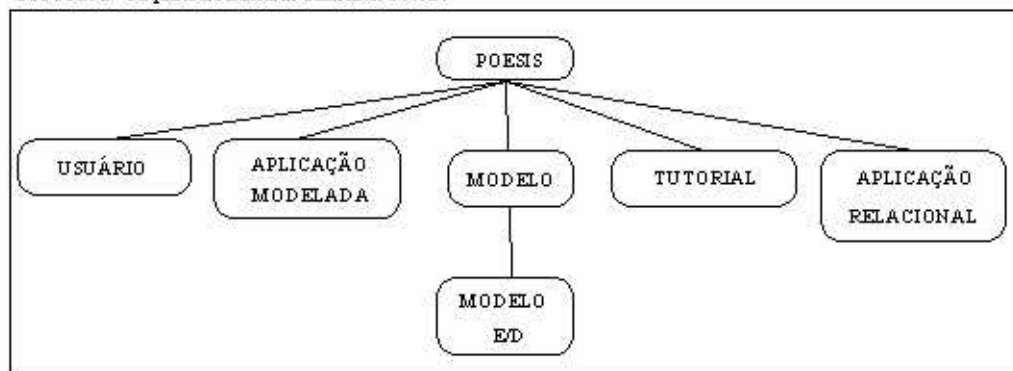 POESIS
USUÁRIO
APLICAÇÃO
MODELADA
MODELO
TUTORIAL
APLICAÇÃO
RELACIONAL
MODELO
E/D